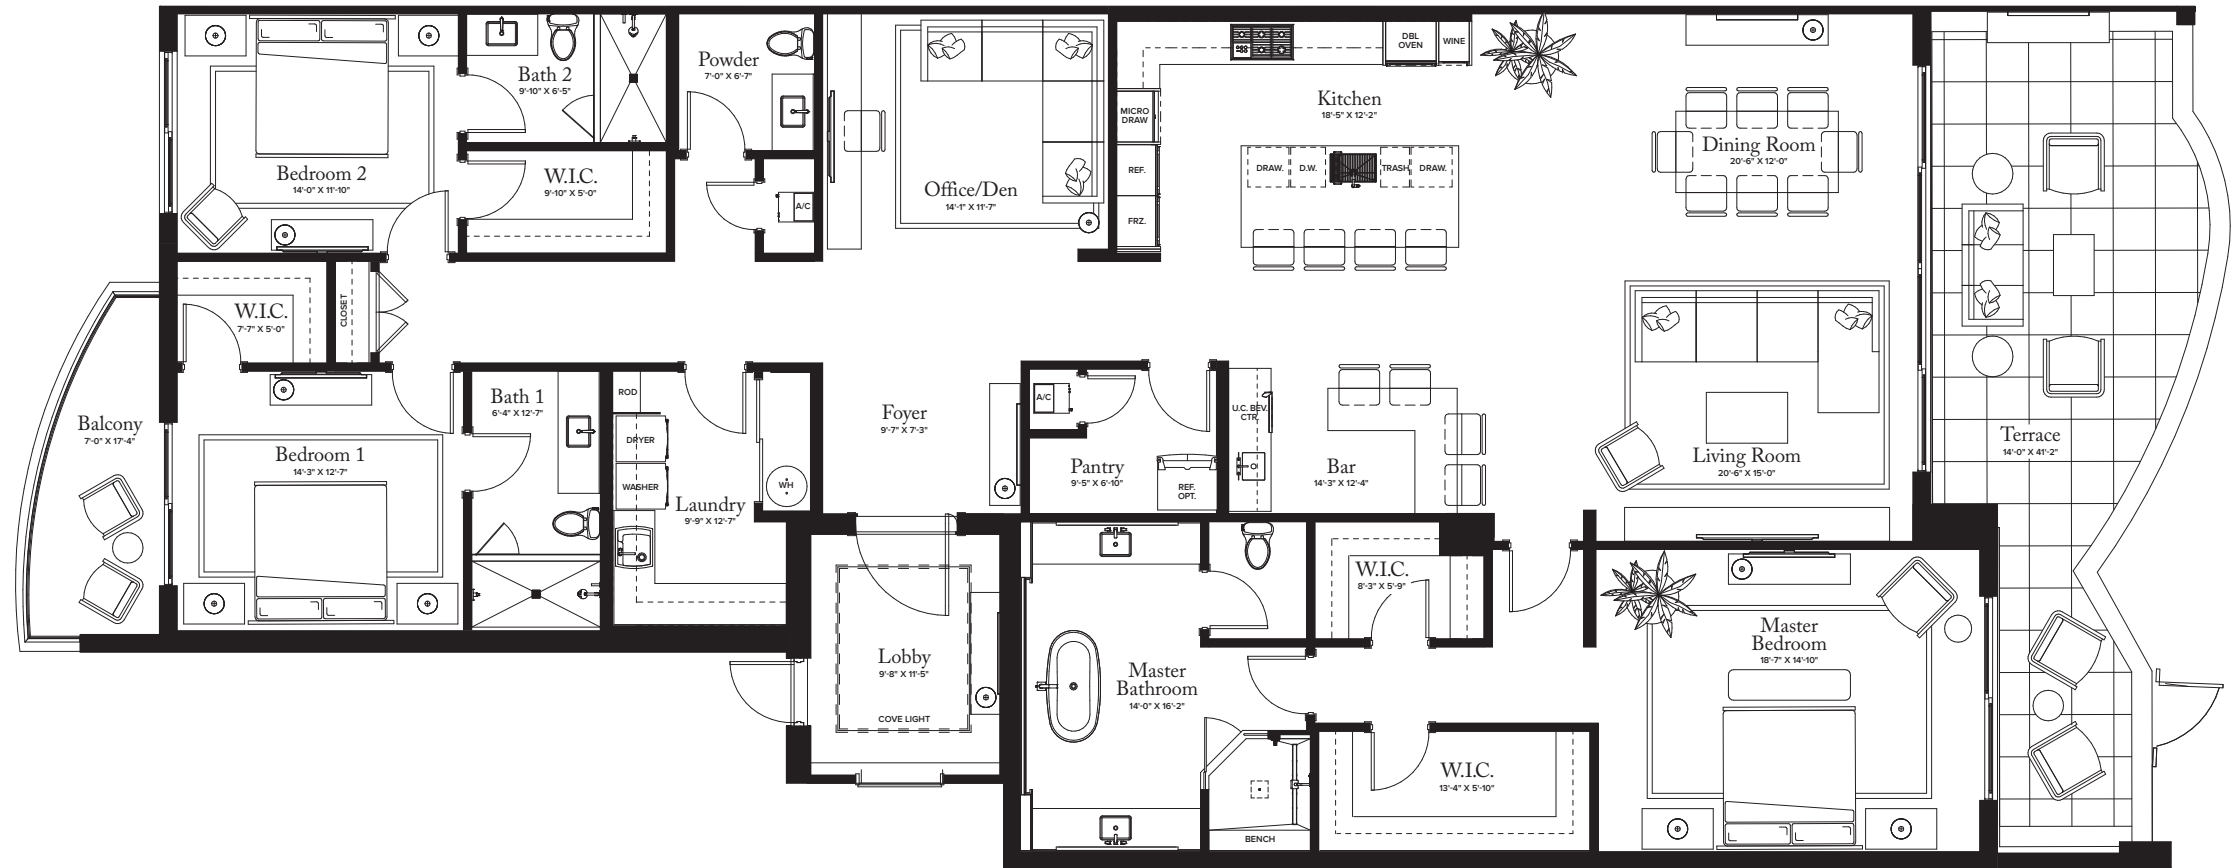 Bath 2
9'-10" X 6'-5"
Powder
7'-0" X 6'-7"
DBL
OVEN
WINE
Kitchen
18'-5" X 12'-2"
MICRO
DRAW
Bedroom 2
14'-0" X 11'-10"
W.I.C.
9'-10" X 5'-0"
A/C
Office/Den
14'-1" X 11'-7"
REF.
FRZ.
DRAW.
D.W.
TRASH
DRAW.
Dining Room
20'-6" X 12'-0"
W.I.C.
7'-7" X 5'-0"
CLOSET
Balcony
7'-0" X 17'-4"
Bedroom 1
14'-3" X 12'-7"
Bath 1
6'-4" X 12'-7"
ROD
DRYER
WASHER
Laundry
9'-9" X 12'-7"
WH
Foyer
9'-7" X 7'-3"
A/C
Pantry
9'-5" X 6'-10"
REF.
OPT.
U.C. BEV.
CTR.
Bar
14'-3" X 12'-4"
Living Room
20'-6" X 15'-0"
Terrace
14'-0" X 41'-2"
Lobby
9'-8" X 11'-5"
COVE LIGHT
Master
Bathroom
14'-0" X 16'-2"
W.I.C.
8'-3" X 5'-9"
Master
Bedroom
18'-7" X 14'-10"
W.I.C.
13'-4" X 5'-10"
BENCH